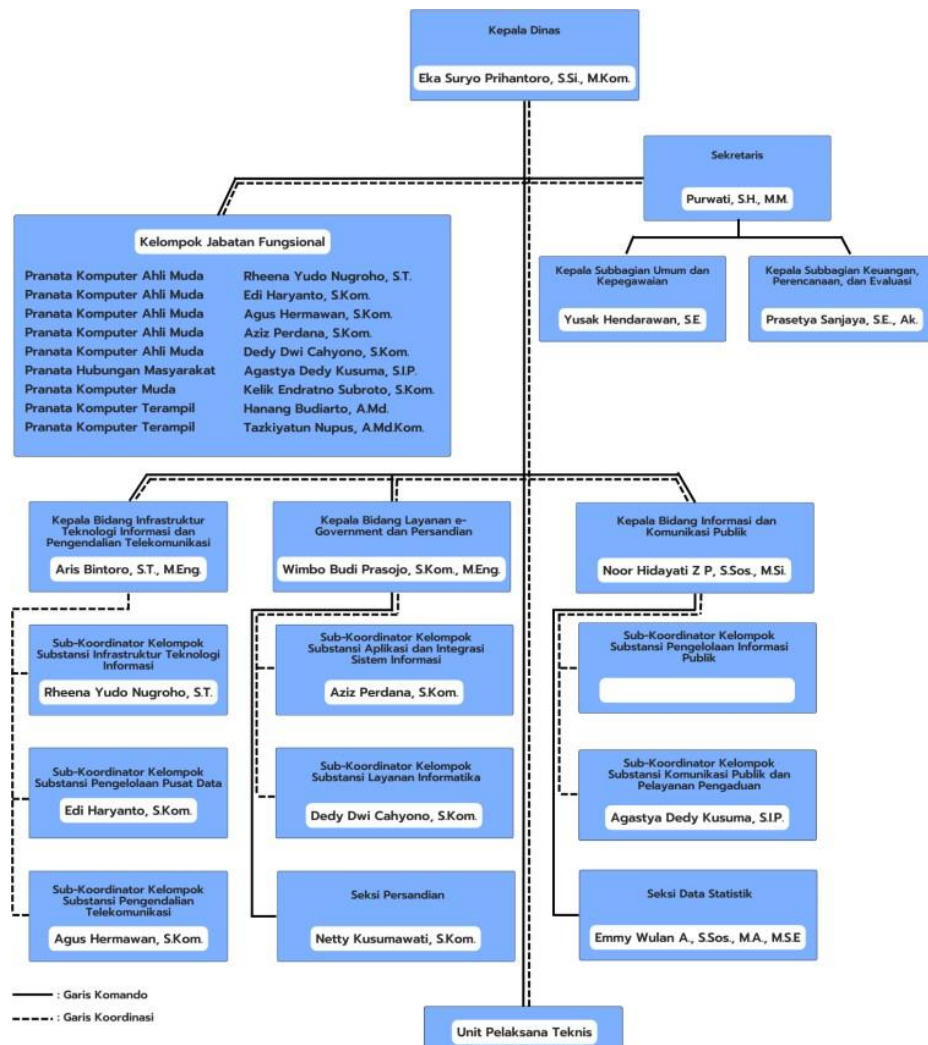 Kepala Dinas
Eka Suryo Prihantoro, S.Si., M.Kom.
Sekretaris
Purwati, S.H., M.M.
Kelompok Jabatan Fungsional
Pranata Komputer Ahli Muda Rheena Yudo Nugroho, S.T.
Pranata Komputer Ahli Muda Edi Haryanto, S.Kom.
Pranata Komputer Ahli Muda Agus Hermawan, S.Kom.
Pranata Komputer Ahli Muda Aziz Perdana, S.Kom.
Pranata Komputer Ahli Muda Dedy Dwi Cahyono, S.Kom.
Pranata Hubungan Masyarakat Agastya Dedy Kusuma, S.I.P.
Pranata Komputer Muda Kelik Endratno Subroto, S.Kom.
Pranata Komputer Terampil Hanang Budiarto, A.Md.
Pranata Komputer Terampil Tazkiyatun Nupus, A.Md.Kom.
Kepala Subbagian Umum dan
Kepegawaian
Yusak Hendarawan, S.E.
Kepala Subbagian Keuangan,
Perencanaan, dan Evaluasi
Prasetya Sanjaya, S.E., Ak.
Kepala Bidang Infrastruktur
Teknologi Informasi dan
Pengendalian Telekomunikasi
Aris Bintoro, S.T., M.Eng.
Kepala Bidang Layanan e-
Government dan Persandian
Wimbo Budi Prasojo, S.Kom., M.Eng.
Kepala Bidang Informasi dan
Komunikasi Publik
Noor Hidayati Z P, S.Sos., M.Si.
Sub-Koordinator Kelompok
Substansi Infrastruktur Teknologi
Informasi
Rheena Yudo Nugroho, S.T.
Sub-Koordinator Kelompok
Substansi Aplikasi dan Integrasi
Sistem Informasi
Aziz Perdana, S.Kom.
Sub-Koordinator Kelompok
Substansi Pengelolaan Informasi
Publik
Sub-Koordinator Kelompok
Substansi Pengelolaan Pusat Data
Edi Haryanto, S.Kom.
Sub-Koordinator Kelompok
Substansi Layanan Informatika
Dedy Dwi Cahyono, S.Kom.
Sub-Koordinator Kelompok
Substansi Komunikasi Publik dan
Pelayanan Pengaduan
Agastya Dedy Kusuma, S.I.P.
Sub-Koordinator Kelompok
Substansi Pengendalian
Telekomunikasi
Agus Hermawan, S.Kom.
Seksi Persandian
Netty Kusumawati, S.Kom.
Seksi Data Statistik
Emmy Wulan A., S.Sos., M.A., M.S.E
: Garis Komando
: Garis Koordinasi
Unit Pelaksana Teknis